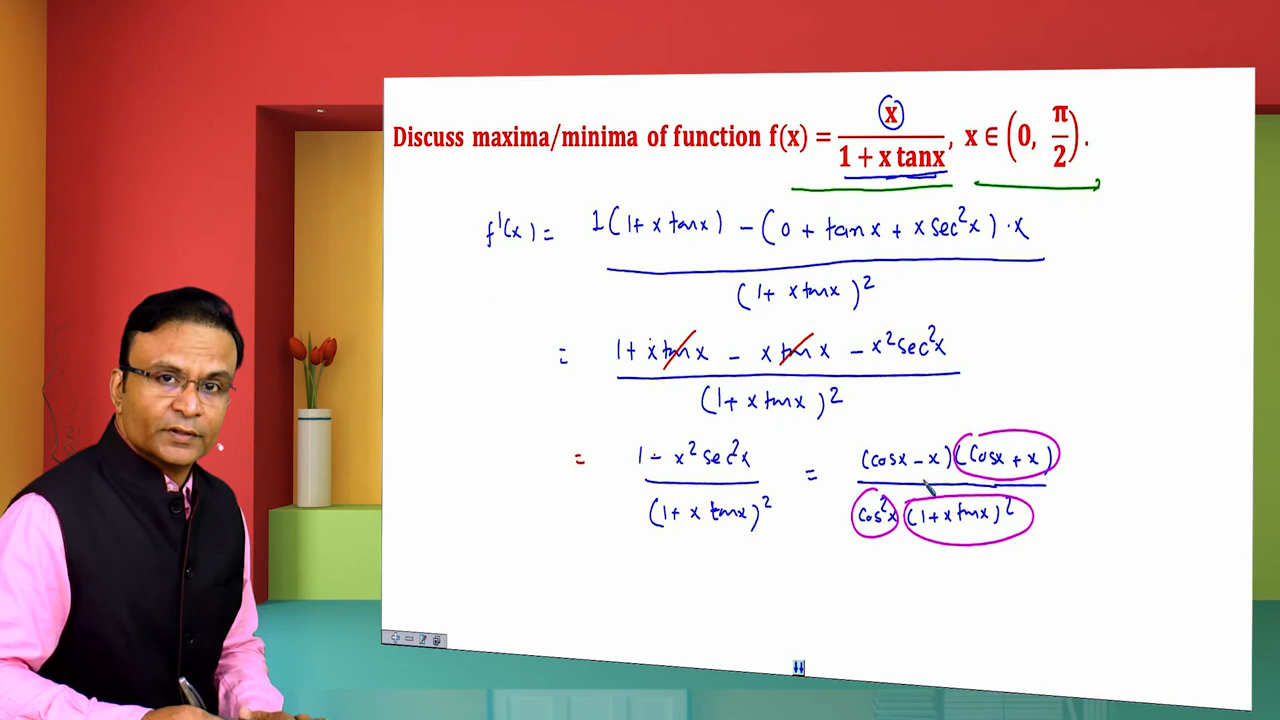 Discuss maxima/minima of function f(x) = x / (1 + x tanx), x ∈ (0, π/2).
f'(x) = [1(1 + x tanx) − (0 + tanx + x sec²x)·x] / (1 + x tanx)²
= [1 + x tanx − x tanx − x²sec²x] / (1 + x tanx)²
= [1 − x²sec²x] / (1 + x tanx)² = (cosx − x)(cosx + x) / cos²x (1 + x tanx)²